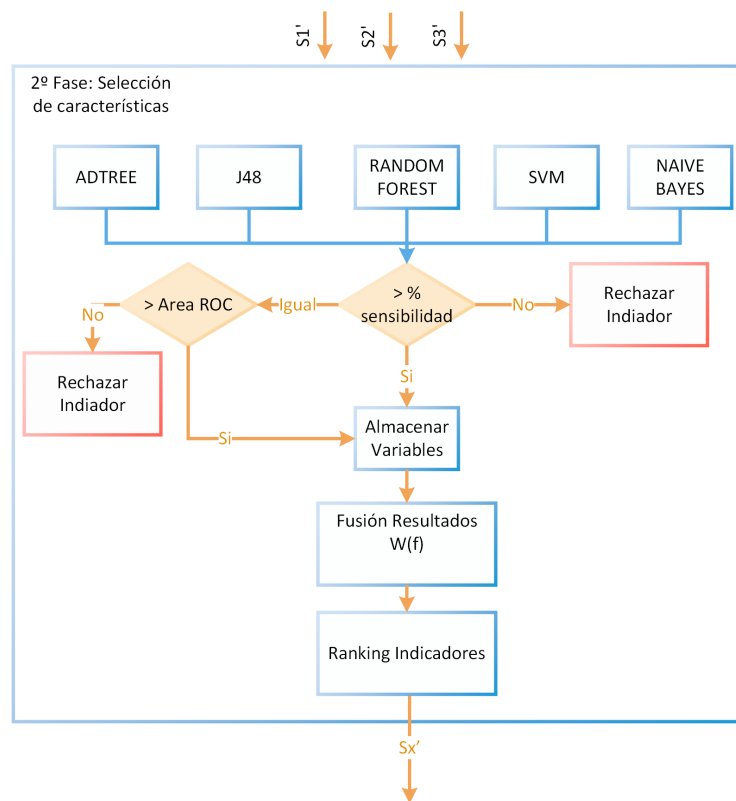 S1'
S2'
S3'
2º Fase: Selección
de característicås
ADTREE
J48
RANDOM
FOREST
SVM
NAIVE
BAYES
> Area ROC
Igual
> %
sensibilidad
No
Rechazar
Indiador
No
Rechazar
Indiador
Si
Si
Almacenar
Variables
Fusión Resultados
W(f)
Ranking Indicadores
Sx’